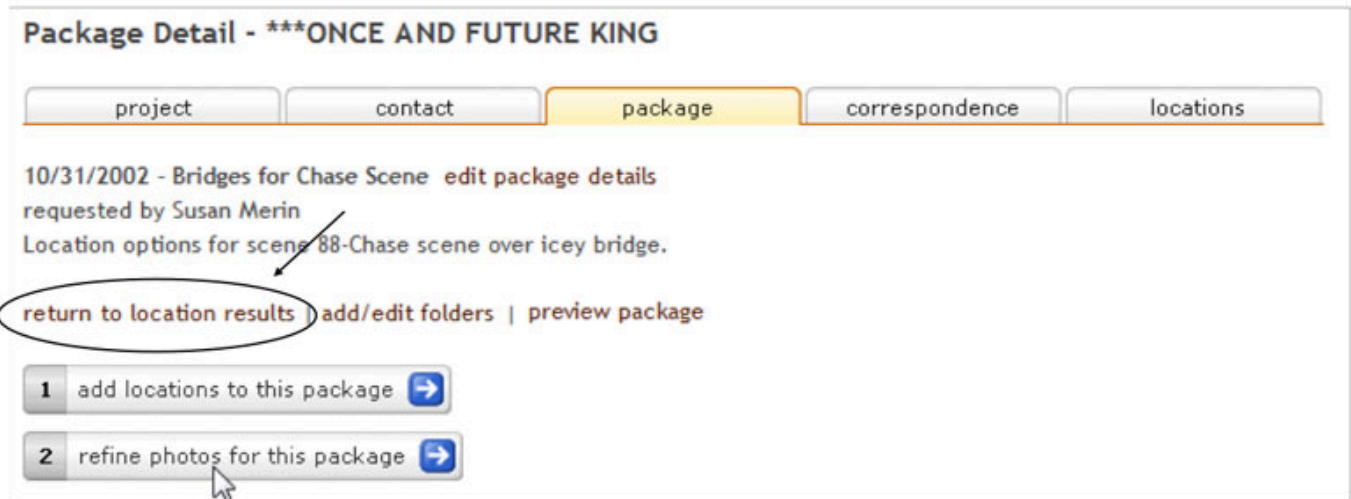 Package Detail - ***ONCE AND FUTURE KING
project contact package correspondence locations
10/31/2002 - Bridges for Chase Scene edit package details
requested by Susan Merin
Location options for scene 88-Chase scene over icey bridge.
return to location results | add/edit folders | preview package
1 add locations to this package
2 refine photos for this package